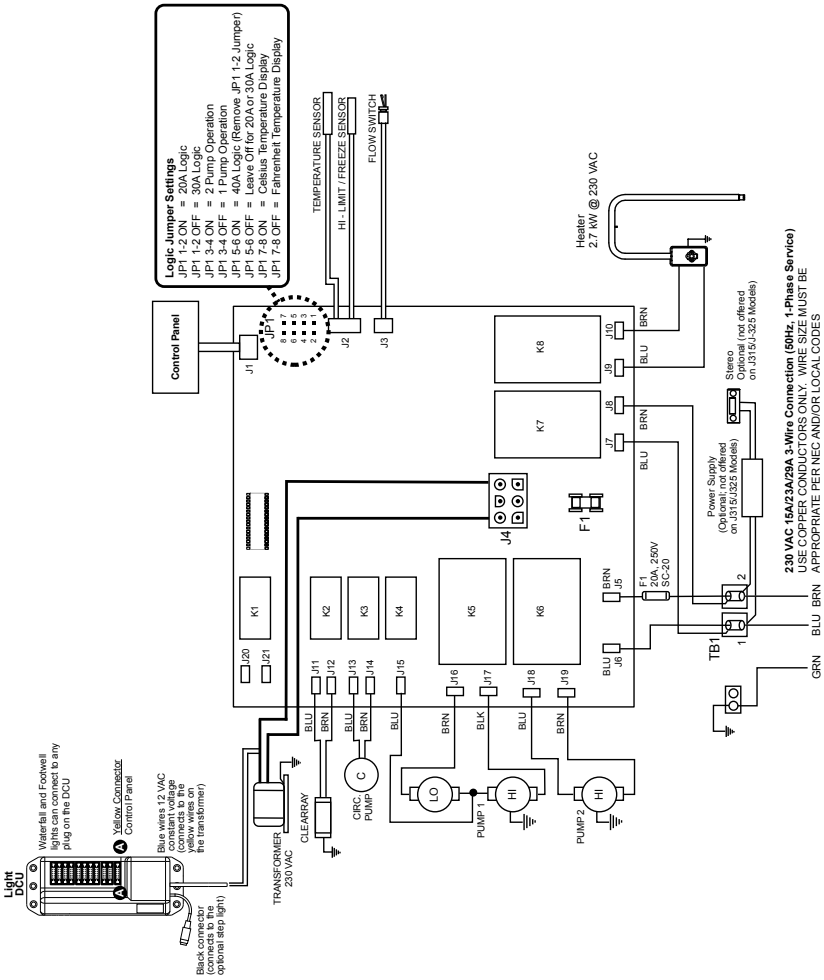 Light
DCU
Waterfall and Footwell
lights can connect to any
plug on the DCU
A
A
Yellow Connector
Control Panel
Blue wires 12 VAC
constant voltage
(connects to the
yellow wires on
the transformer)
Black connector
(connects to the
optional step light)
TRANSFORMER
230 VAC
Control Panel
Logic Jumper Settings
JP1 1-2 ON = 20A Logic
JP1 1-2 OFF = 30A Logic
JP1 3-4 ON = 2 Pump Operation
JP1 3-4 OFF = 1 Pump Operation
JP1 5-6 ON = 40A Logic (Remove JP1 1-2 Jumper)
JP1 5-6 OFF = Leave Off for 20A or 30A Logic
JP1 7-8 ON = Celsius Temperature Display
JP1 7-8 OFF = Fahrenheit Temperature Display
J1
JP1
8 7
6 5
4 3
2 1
J2
J3
TEMPERATURE SENSOR
HI - LIMIT / FREEZE SENSOR
FLOW SWITCH
J20
J21
K1
K2
K3
K4
K5
K6
K7
K8
J4
F1
CLEARRAY
BLU
J11
BRN
J12
CIRC.
PUMP
C
BLU
J13
BRN
J14
BLU
J15
BRN
J16
BLK
J17
BLU
J18
BRN
J19
LO
HI
PUMP 1
HI
PUMP 2
BLU
J6
BRN
J5
F1
20A, 250V
SC-20
J7
BLU
J8
BRN
J9
BLU
J10
BRN
Heater
2.7 kW @ 230 VAC
TB1
1
2
Power Supply
(Optional; not offered
on J315/J325 Models)
Stereo
Optional (not offered
on J315/J-325 Models)
GRN
BLU
BRN
230 VAC 15A/23A/29A 3-Wire Connection (50Hz, 1-Phase Service)
USE COPPER CONDUCTORS ONLY. WIRE SIZE MUST BE
APPROPRIATE PER NEC AND/OR LOCAL CODES